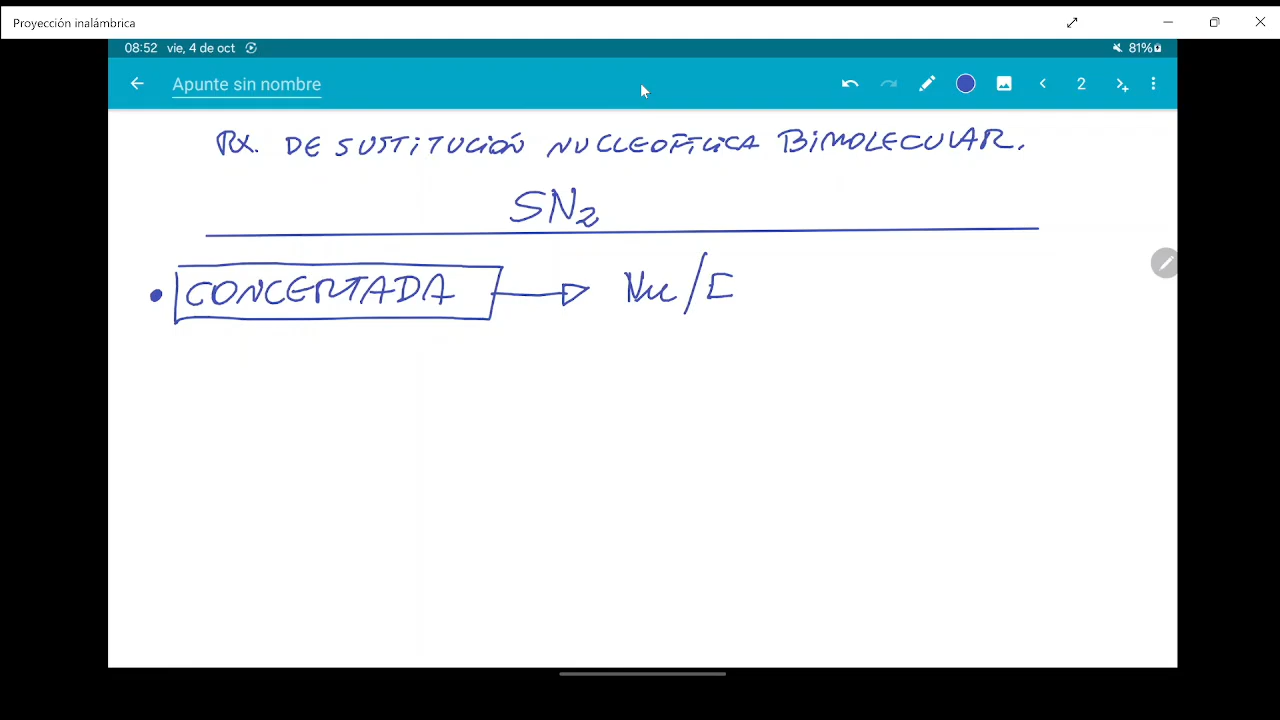 Proyección inalámbrica
08:52 vie, 4 de oct 81%
Apunte sin nombre 2
RX. DE SUSTITUCIÓN NUCLEOFILICA BIMOLECULAR.
SN2
• CONCERTADA → Nu/E